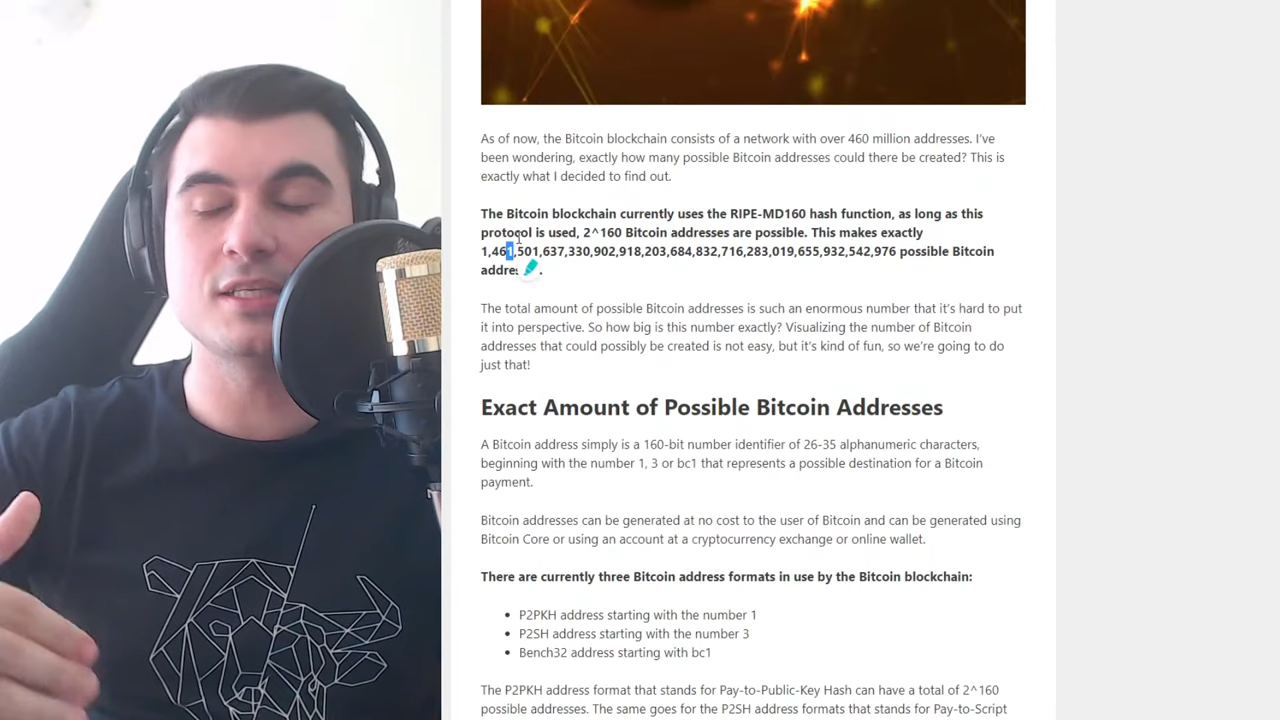 As of now, the Bitcoin blockchain consists of a network with over 460 million addresses. I've
been wondering, exactly how many possible Bitcoin addresses could there be created? This is
exactly what I decided to find out.
The Bitcoin blockchain currently uses the RIPE-MD160 hash function, as long as this
protocol is used, 2^160 Bitcoin addresses are possible. This makes exactly
1,461,501,637,330,902,918,203,684,832,716,283,019,655,932,542,976 possible Bitcoin
The total amount of possible Bitcoin addresses is such an enormous number that it's hard to put
it into perspective. So how big is this number exactly? Visualizing the number of Bitcoin
addresses that could possibly be created is not easy, but it's kind of fun, so we're going to do
just that!
Exact Amount of Possible Bitcoin Addresses
A Bitcoin address simply is a 160-bit number identifier of 26-35 alphanumeric characters,
beginning with the number 1, 3 or bc1 that represents a possible destination for a Bitcoin
payment.
Bitcoin addresses can be generated at no cost to the user of Bitcoin and can be generated using
Bitcoin Core or using an account at a cryptocurrency exchange or online wallet.
There are currently three Bitcoin address formats in use by the Bitcoin blockchain:
• P2PKH address starting with the number 1
• P2SH address starting with the number 3
• Bench32 address starting with bc1
The P2PKH address format that stands for Pay-to-Public-Key Hash can have a total of 2^160
possible addresses. The same goes for the P2SH address formats that stands for Pay-to-Script